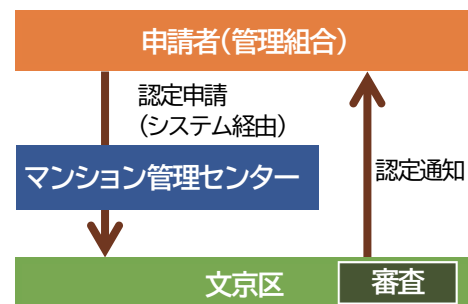 申請者(管理組合)
認定申請
(システム経由)
マンション管理センター
認定通知
文京区
審査